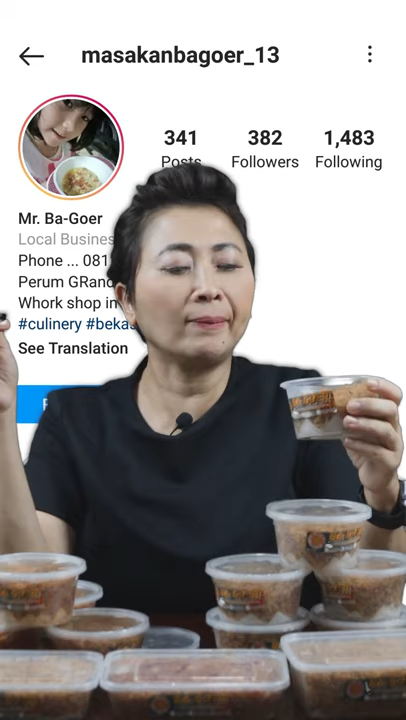 masakanbagoer_13
341 382 1,483
Posts Followers Following
Mr. Ba-Goer
Local Busines
Phone ... 081
Perum GRand
Whork shop in
#culinery #bekas
See Translation